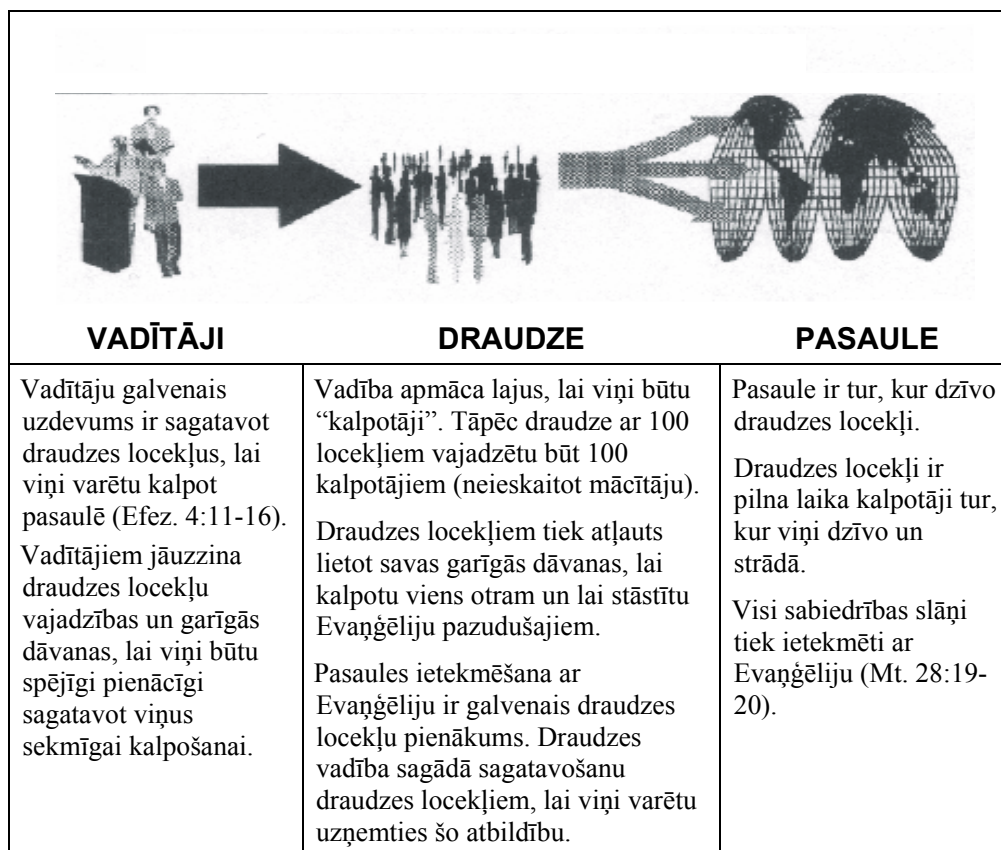 VADĪTĀJI
DRAUDZE
PASAULE
Vadītāju galvenais
uzdevums ir sagatavot
draudzes locekļus, lai
viņi varētu kalpot
pasaulē (Efez. 4:11-16).
Vadītājiem jāuzzina
draudzes locekļu
vajadzības un garīgās
dāvanas, lai viņi būtu
spējīgi pienācīgi
sagatavot viņus
sekmīgai kalpošanai.
Vadība apmāca lajus, lai viņi būtu
“kalpotāji”. Tāpēc draudze ar 100
locekļiem vajadzētu būt 100
kalpotājiem (neieskaitot mācītāju).
Draudzes locekļiem tiek atļauts
lietot savas garīgās dāvanas, lai
kalpotu viens otram un lai stāstītu
Evaņģēliju pazudušajiem.
Pasaules ietekmēšana ar
Evaņģēliju ir galvenais draudzes
locekļu pienākums. Draudzes
vadība sagādā sagatavošanu
draudzes locekļiem, lai viņi varētu
uzņemties šo atbildību.
Pasaule ir tur, kur dzīvo
draudzes locekļi.
Draudzes locekļi ir
pilna laika kalpotāji tur,
kur viņi dzīvo un
strādā.
Visi sabiedrības slāņi
tiek ietekmēti ar
Evaņģēliju (Mt. 28:19-
20).